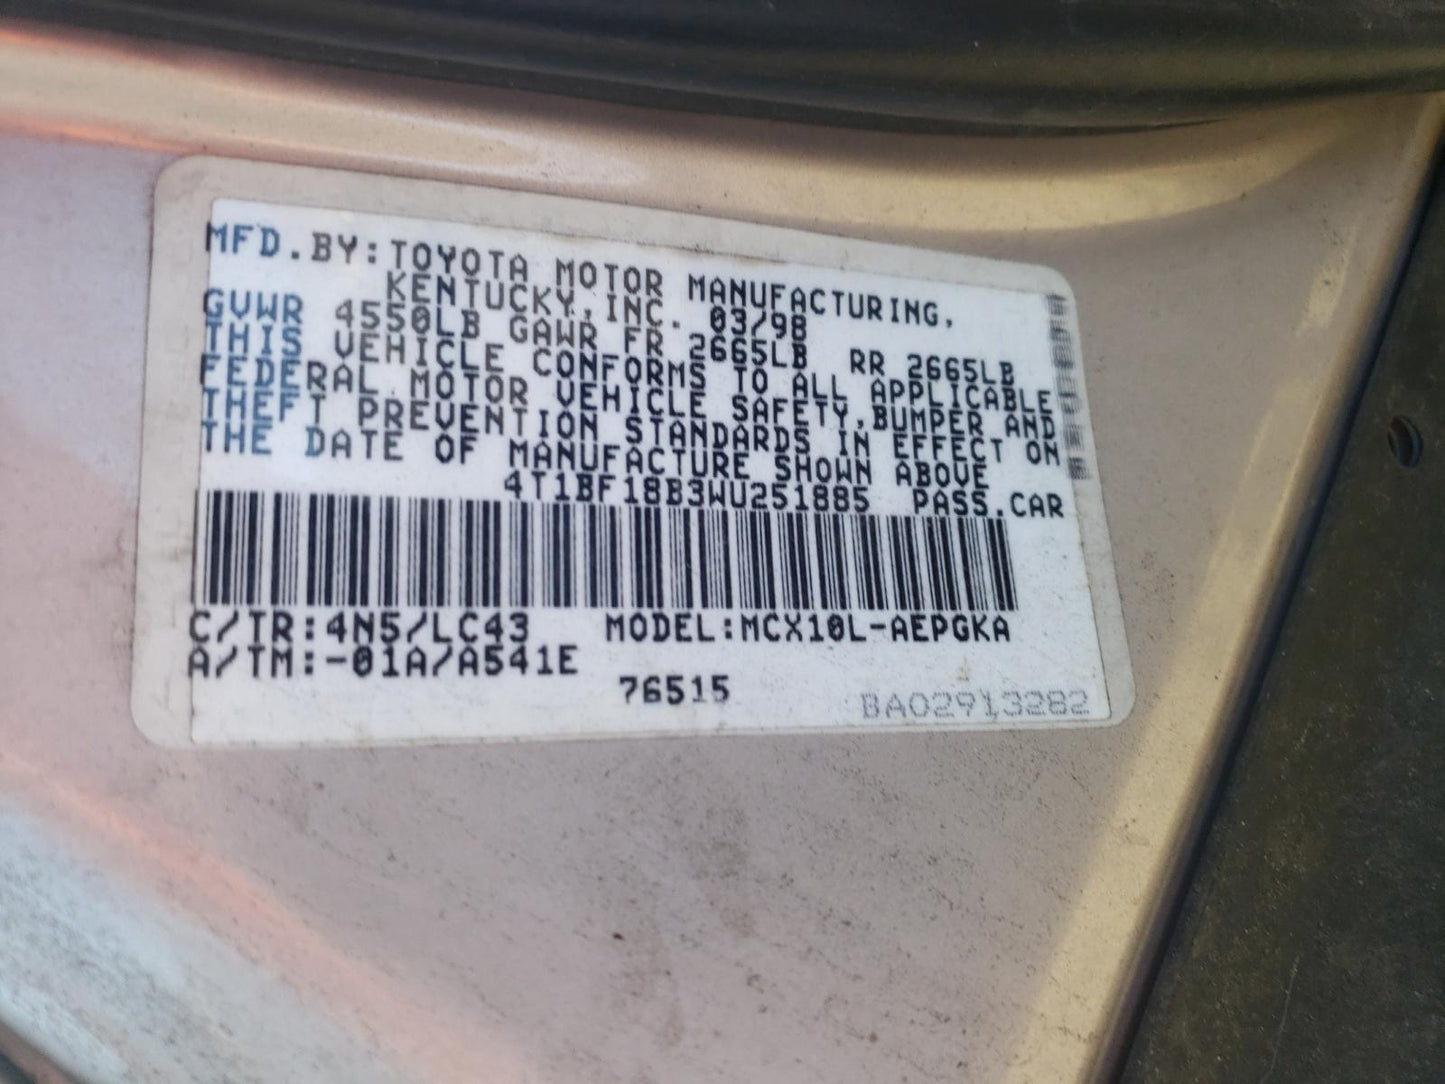 MFD.BY:TOYOTA MOTOR MANUFACTURING,
KENTUCKY,INC. 03/98
GVWR 4550LB GAWR FR 2665LB RR 2665LB
THIS VEHICLE CONFORMS TO ALL APPLICABLE
FEDERAL MOTOR VEHICLE SAFETY,BUMPER AND
THEFT PREVENTION STANDARDS IN EFFECT ON
THE DATE OF MANUFACTURE SHOWN ABOVE
4T1BF18B3WU251885 PASS.CAR
C/TR:4N5/LC43 MODEL:MCX10L-AEPGKA
A/TM:-01A/A541E
76515
BA02913282